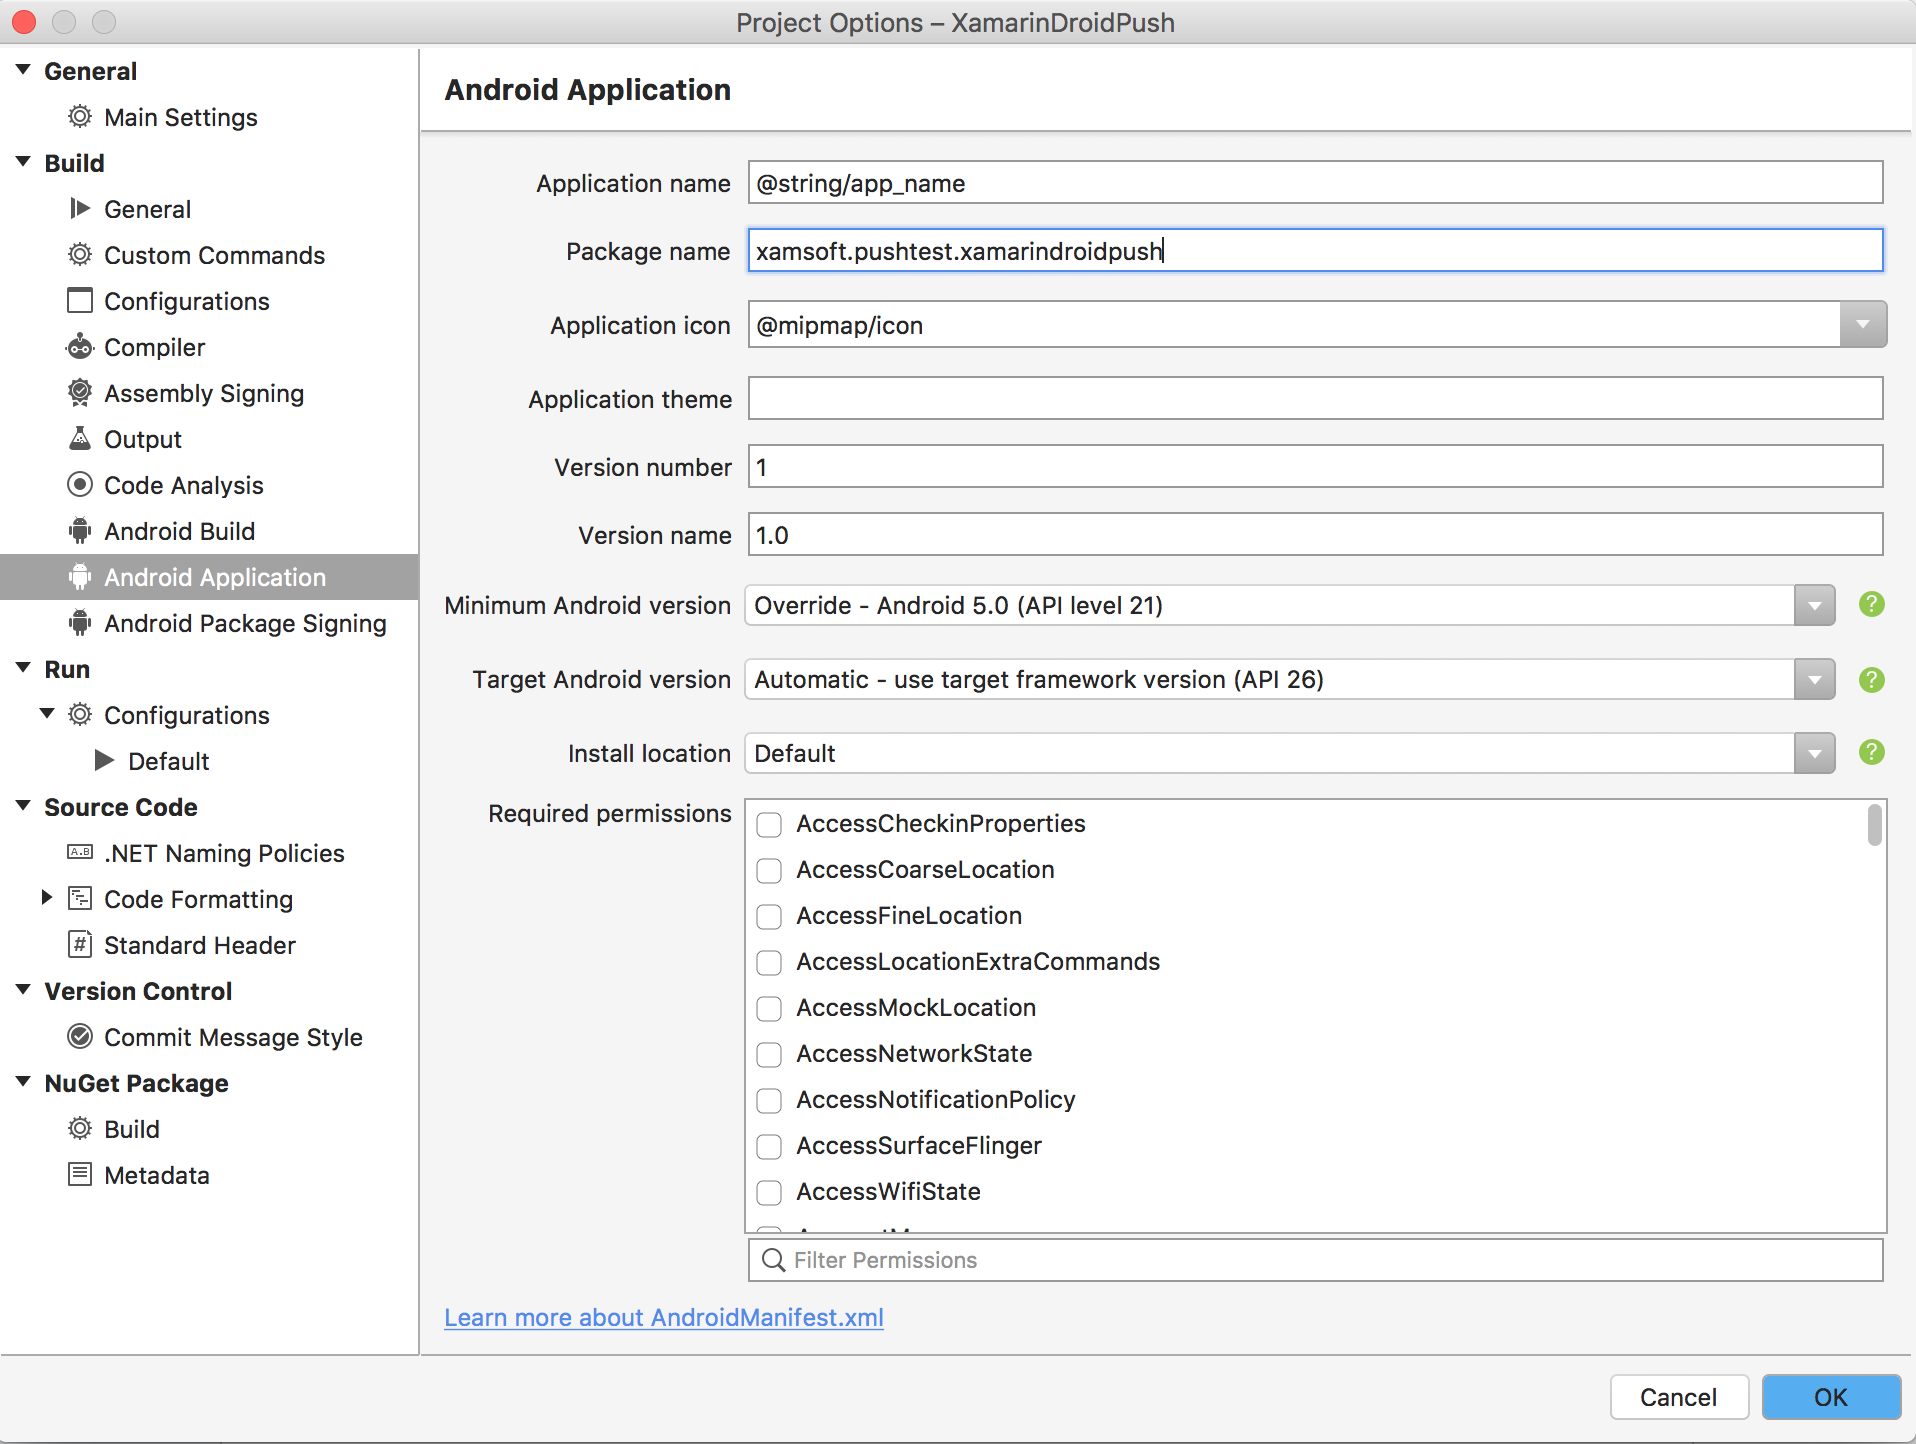 Project Options – XamarinDroidPush
General
Main Settings
Build
General
Custom Commands
Configurations
Compiler
Assembly Signing
Output
Code Analysis
Android Build
Android Application
Android Package Signing
Run
Configurations
Default
Source Code
A.B .NET Naming Policies
Code Formatting
# Standard Header
Version Control
Commit Message Style
NuGet Package
Build
Metadata
Android Application
Application name @string/app_name
Package name xamsoft.pushtest.xamarindroidpush
Application icon @mipmap/icon
Application theme
Version number 1
Version name 1.0
Minimum Android version Override - Android 5.0 (API level 21) ?
Target Android version Automatic - use target framework version (API 26) ?
Install location Default ?
Required permissions AccessCheckinProperties
AccessCoarseLocation
AccessFineLocation
AccessLocationExtraCommands
AccessMockLocation
AccessNetworkState
AccessNotificationPolicy
AccessSurfaceFlinger
AccessWifiState
Filter Permissions
Learn more about AndroidManifest.xml
Cancel OK